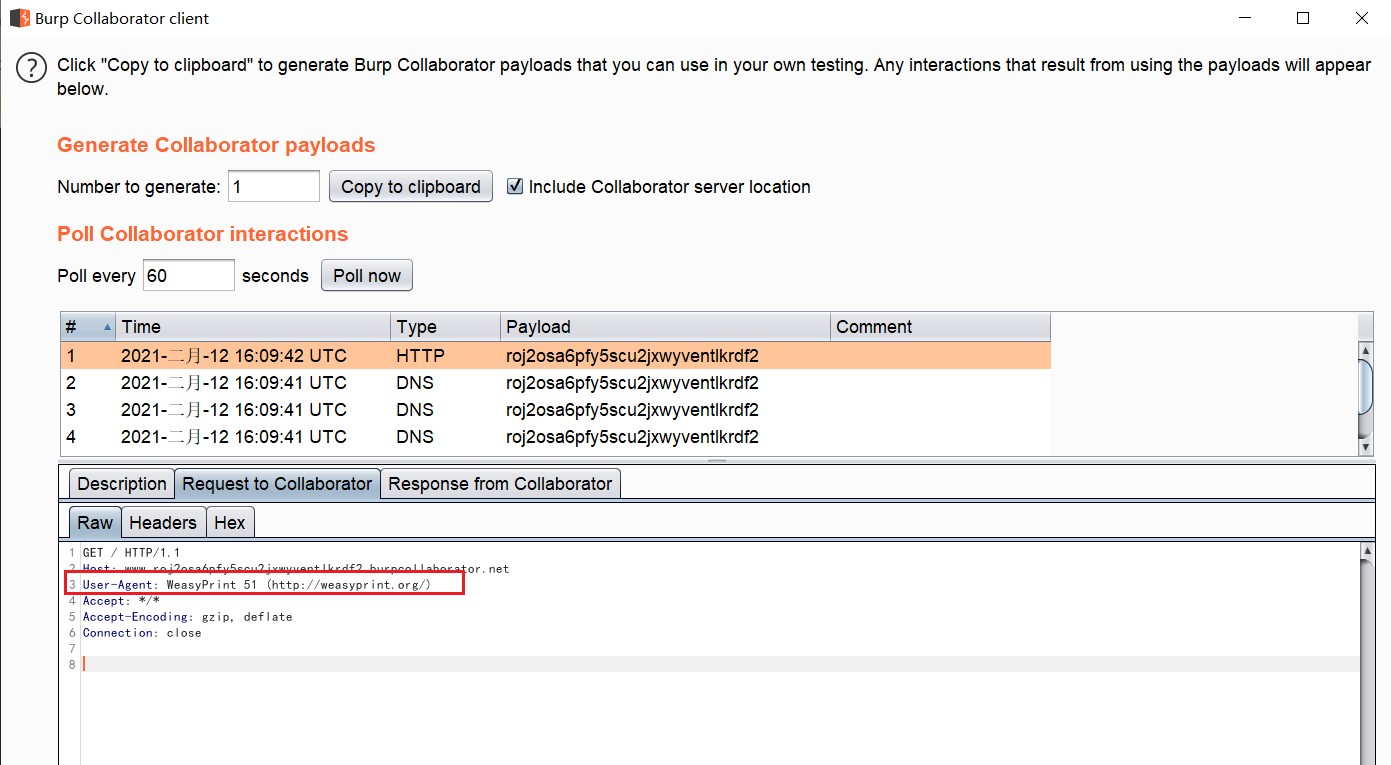 Burp Collaborator client
Click "Copy to clipboard" to generate Burp Collaborator payloads that you can use in your own testing. Any interactions that result from using the payloads will appear
below.
Generate Collaborator payloads
Number to generate: 1 Copy to clipboard Include Collaborator server location
Poll Collaborator interactions
Poll every 60 seconds Poll now
# Time Type Payload Comment
1 2021-二月-12 16:09:42 UTC HTTP roj2osa6pfy5scu2jxwyventlkrdf2
2 2021-二月-12 16:09:41 UTC DNS roj2osa6pfy5scu2jxwyventlkrdf2
3 2021-二月-12 16:09:41 UTC DNS roj2osa6pfy5scu2jxwyventlkrdf2
4 2021-二月-12 16:09:41 UTC DNS roj2osa6pfy5scu2jxwyventlkrdf2
Description Request to Collaborator Response from Collaborator
Raw Headers Hex
1 GET / HTTP/1.1
2 Host: www.roj2osa6pfy5scu2jxwyventlkrdf2.burpcollaborator.net
3 User-Agent: WeasyPrint 51 (http://weasyprint.org/)
4 Accept: */*
5 Accept-Encoding: gzip, deflate
6 Connection: close
7
8